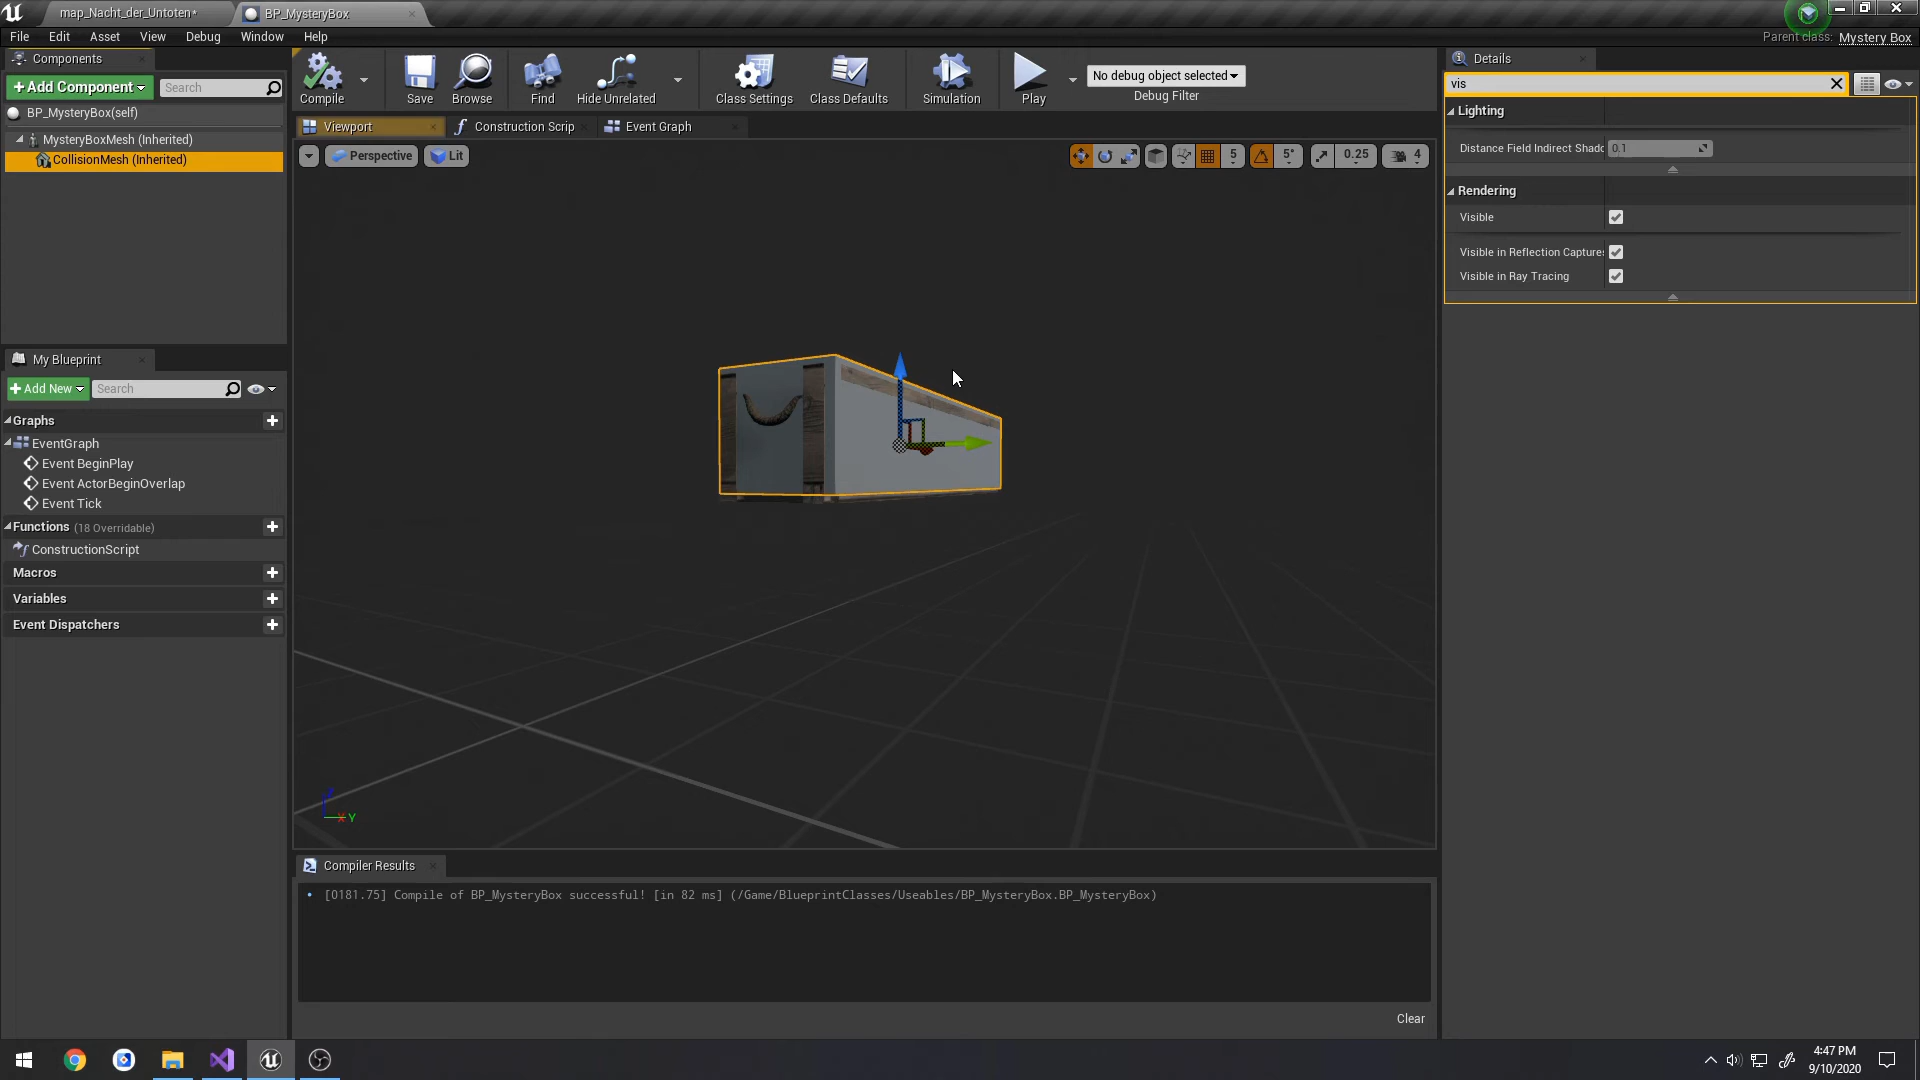 map_Nacht_der_Untoten*
BP_MysteryBox
File Edit Asset View Debug Window Help
Parent class: Mystery Box
Components
+Add Component
Search
BP_MysteryBox(self)
MysteryBoxMesh (Inherited)
CollisionMesh (Inherited)
My Blueprint
+Add New
Search
Graphs
EventGraph
Event BeginPlay
Event ActorBeginOverlap
Event Tick
Functions (18 Overridable)
ConstructionScript
Macros
Variables
Event Dispatchers
Compile
Save
Browse
Find
Hide Unrelated
Class Settings
Class Defaults
Simulation
Play
No debug object selected
Debug Filter
Viewport
Construction Scrip
Event Graph
Perspective
Lit
5
5°
0.25
4
X Y
Compiler Results
[0181.75] Compile of BP_MysteryBox successful! [in 82 ms] (/Game/BlueprintClasses/Useables/BP_MysteryBox.BP_MysteryBox)
Clear
Details
vis
Lighting
Distance Field Indirect Shado
0.1
Rendering
Visible
Visible in Reflection Captures
Visible in Ray Tracing
4:47 PM
9/10/2020